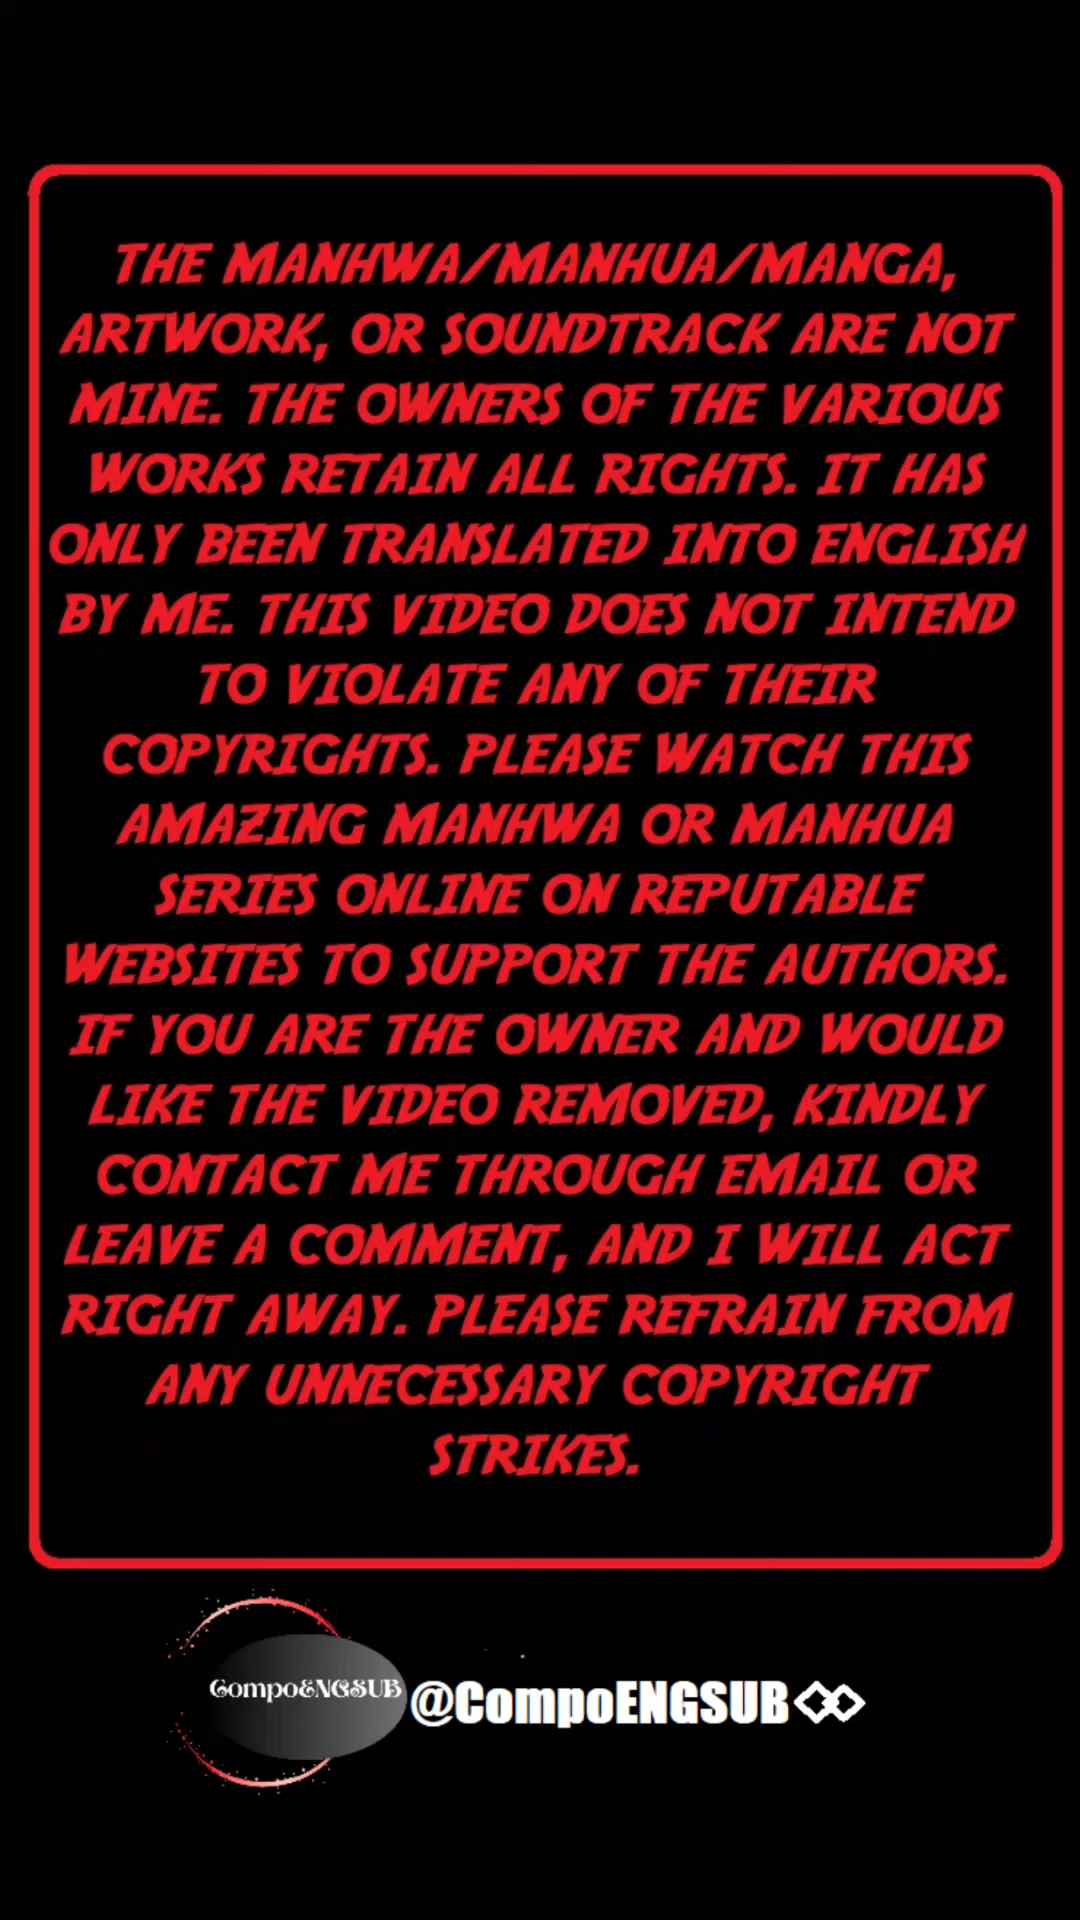 THE MANHWA/MANHUA/MANGA,
ARTWORK, OR SOUNDTRACK ARE NOT
MINE. THE OWNERS OF THE VARIOUS
WORKS RETAIN ALL RIGHTS. IT HAS
ONLY BEEN TRANSLATED INTO ENGLISH
BY ME. THIS VIDEO DOES NOT INTEND
TO VIOLATE ANY OF THEIR
COPYRIGHTS. PLEASE WATCH THIS
AMAZING MANHWA OR MANHUA
SERIES ONLINE ON REPUTABLE
WEBSITES TO SUPPORT THE AUTHORS.
IF YOU ARE THE OWNER AND WOULD
LIKE THE VIDEO REMOVED, KINDLY
CONTACT ME THROUGH EMAIL OR
LEAVE A COMMENT, AND I WILL ACT
RIGHT AWAY. PLEASE REFRAIN FROM
ANY UNNECESSARY COPYRIGHT
STRIKES.
CompoENGSUB
@CompoENGSUB